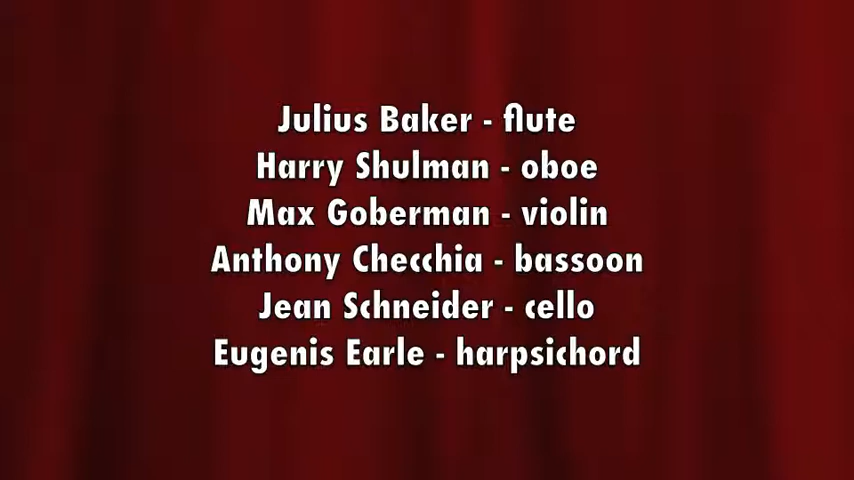 Julius Baker - flute
Harry Shulman - oboe
Max Goberman - violin
Anthony Checchia - bassoon
Jean Schneider - cello
Eugenis Earle - harpsichord